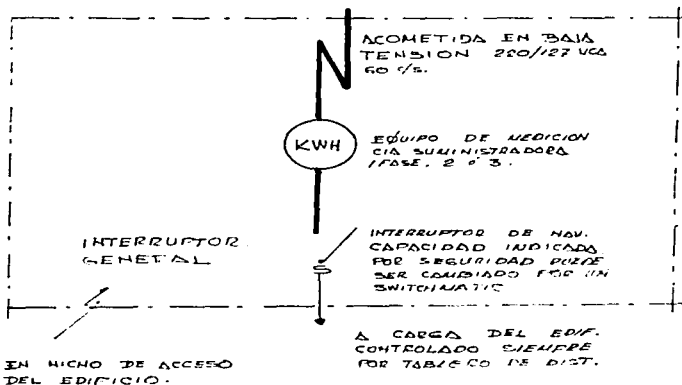 ACOMETIDA EN BAJA
TENSION 220/127 VCA
60 c/s.
KWH
EQUIPO DE MEDICION
CIA SUMINISTRADORA
1 FASE, 2 o 3.
INTERRUPTOR
GENERAL
INTERRUPTOR DE NAV.
CAPACIDAD INDICADA
POR SEGURIDAD PUEDE
SER CAMBIADO POR UN
SWITCHMATIC
EN NICHO DE ACCESO
DEL EDIFICIO.
A CARGA DEL EDIF.
CONTROLADO SIEMPRE
POR TABLERO DE DIST.